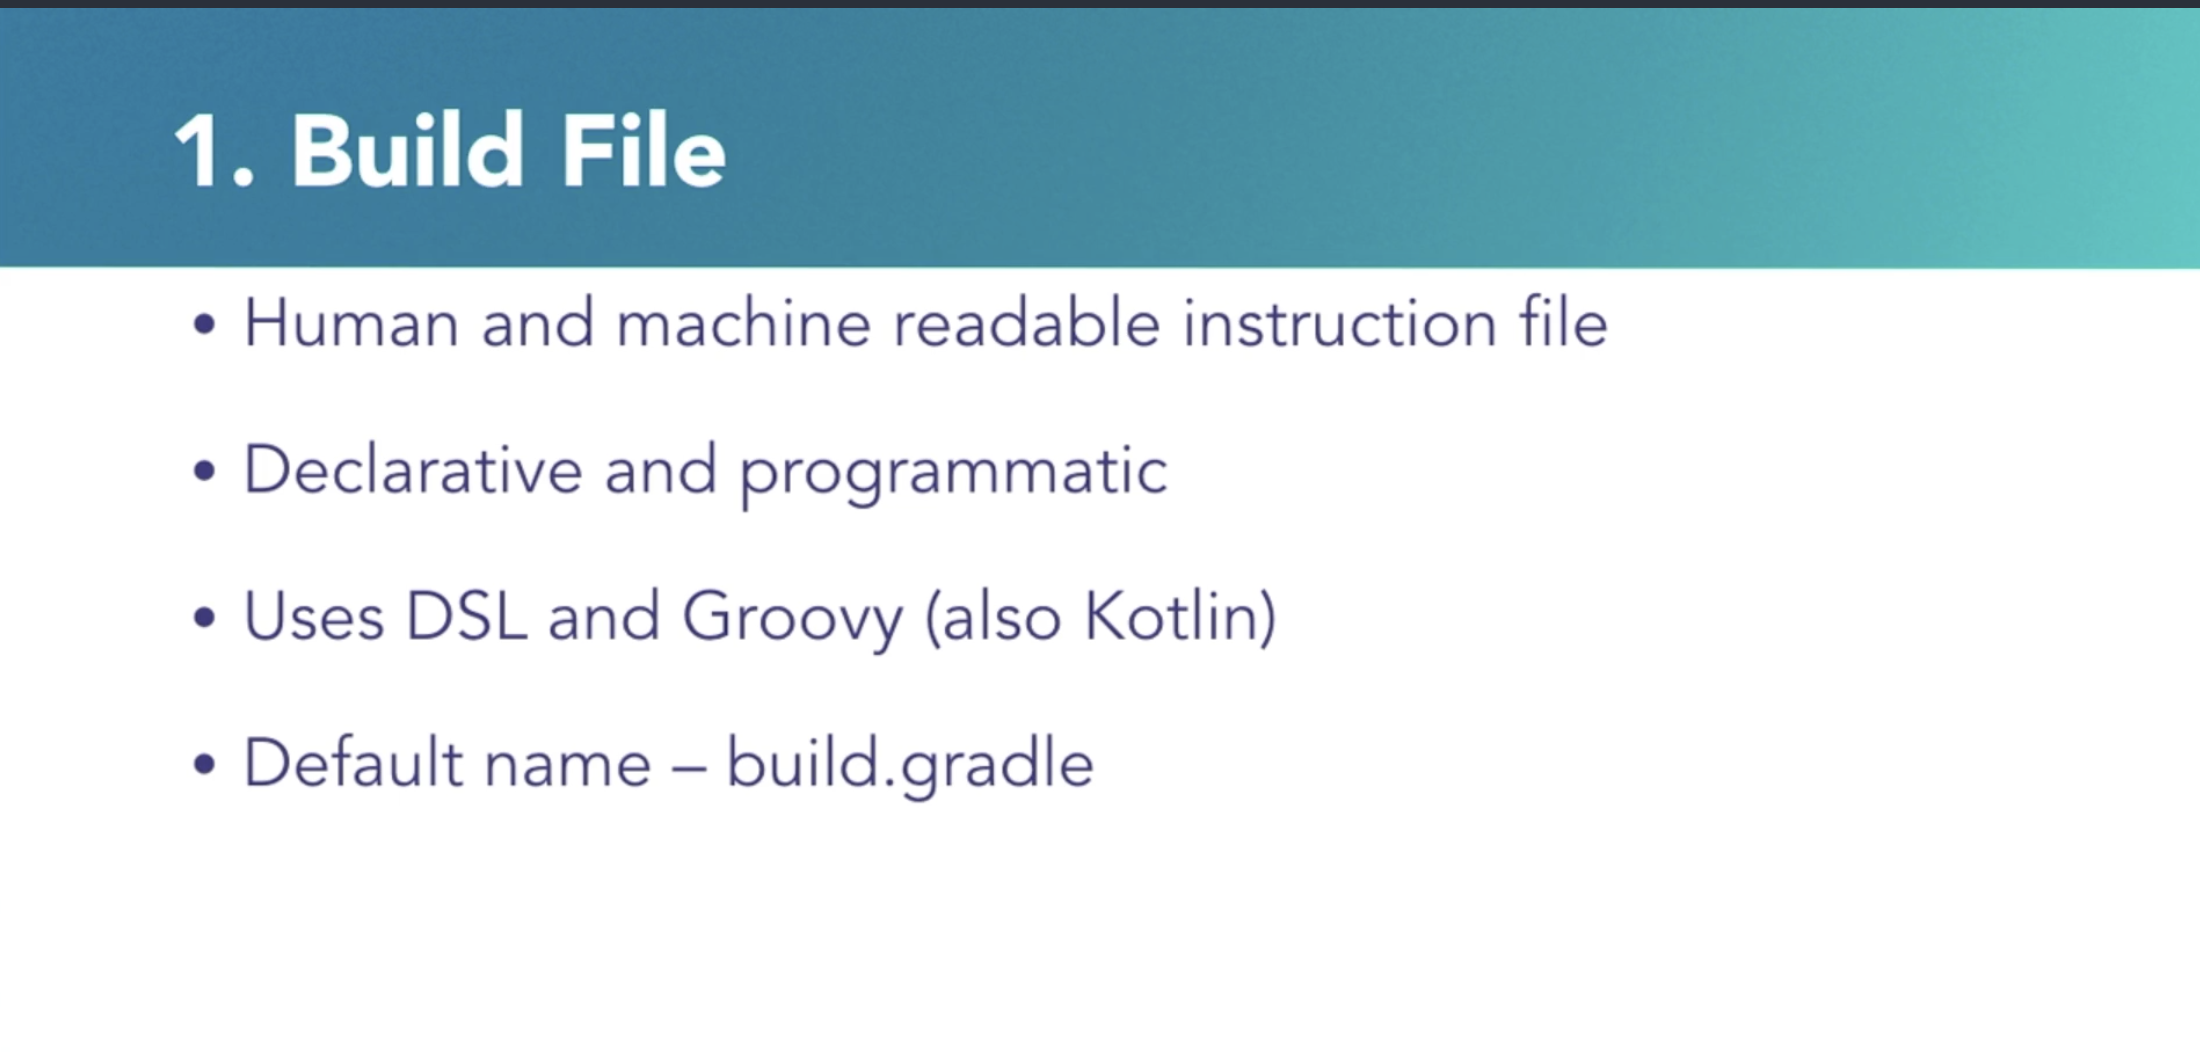 1. Build File
• Human and machine readable instruction file
• Declarative and programmatic
• Uses DSL and Groovy (also Kotlin)
• Default name – build.gradle